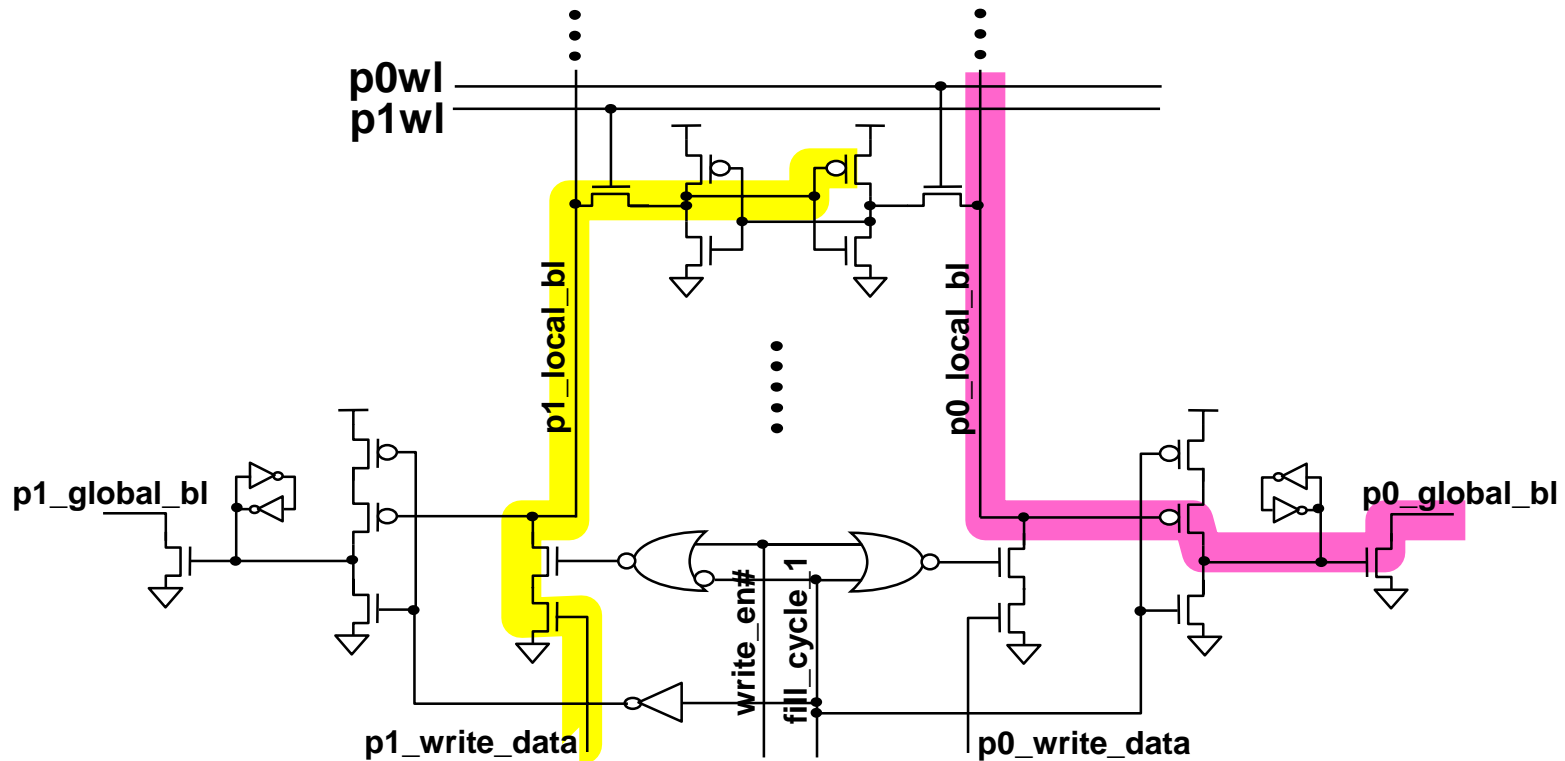 p0wl
p1wl
p1_local_bl
p0_local_bl
p1_global_bl
p0_global_bl
write_en#
fill_cycle_1
p1_write_data
p0_write_data